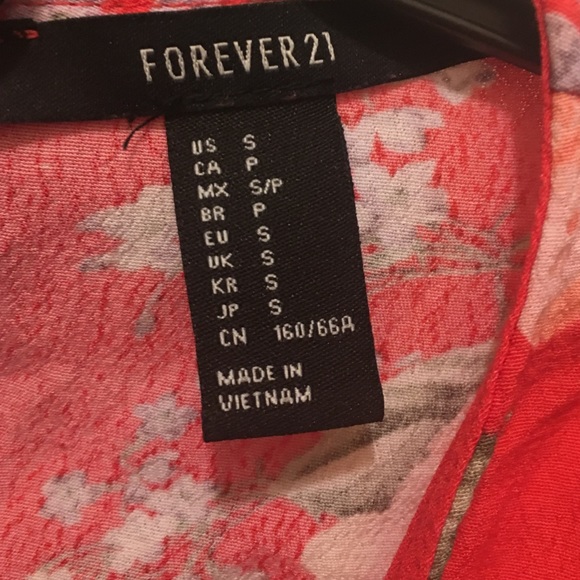 FOREVER 21
US S
CA P
MX S/P
BR P
EU S
UK S
KR S
JP S
CN 160/66A
MADE IN
VIETNAM